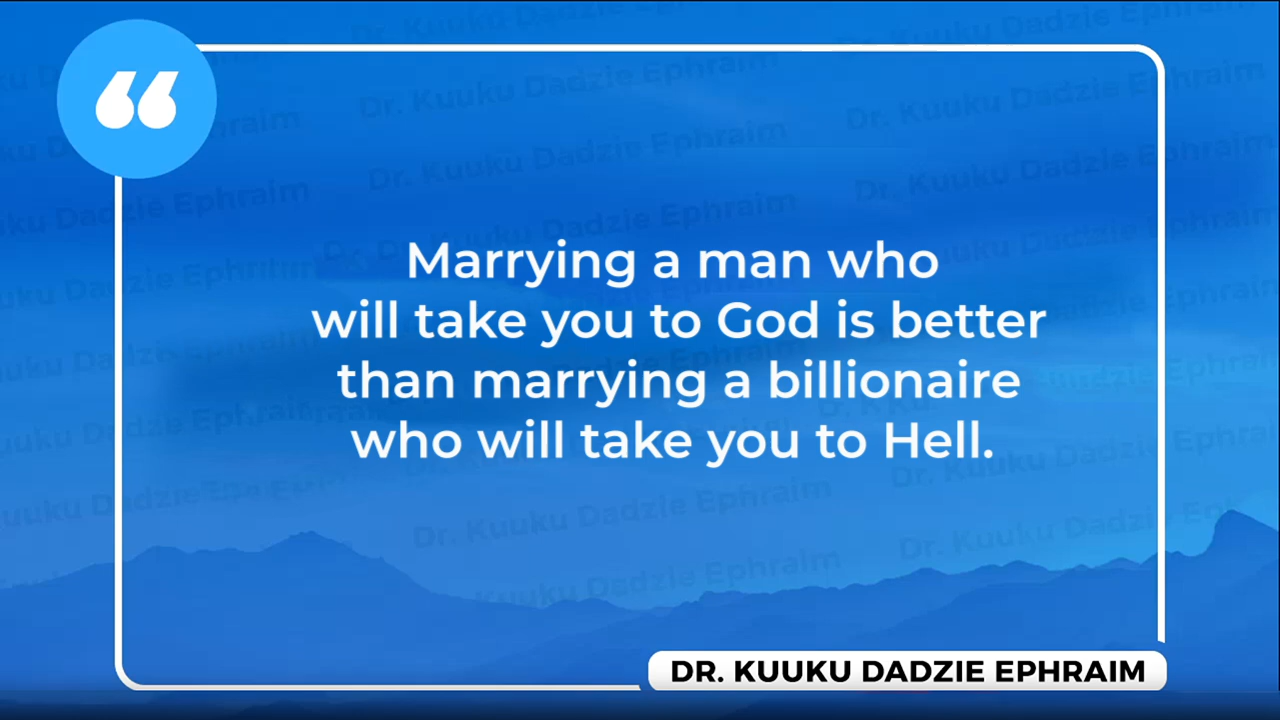 Marrying a man who
will take you to God is better
than marrying a billionaire
who will take you to Hell.
DR. KUUKU DADZIE EPHRAIM